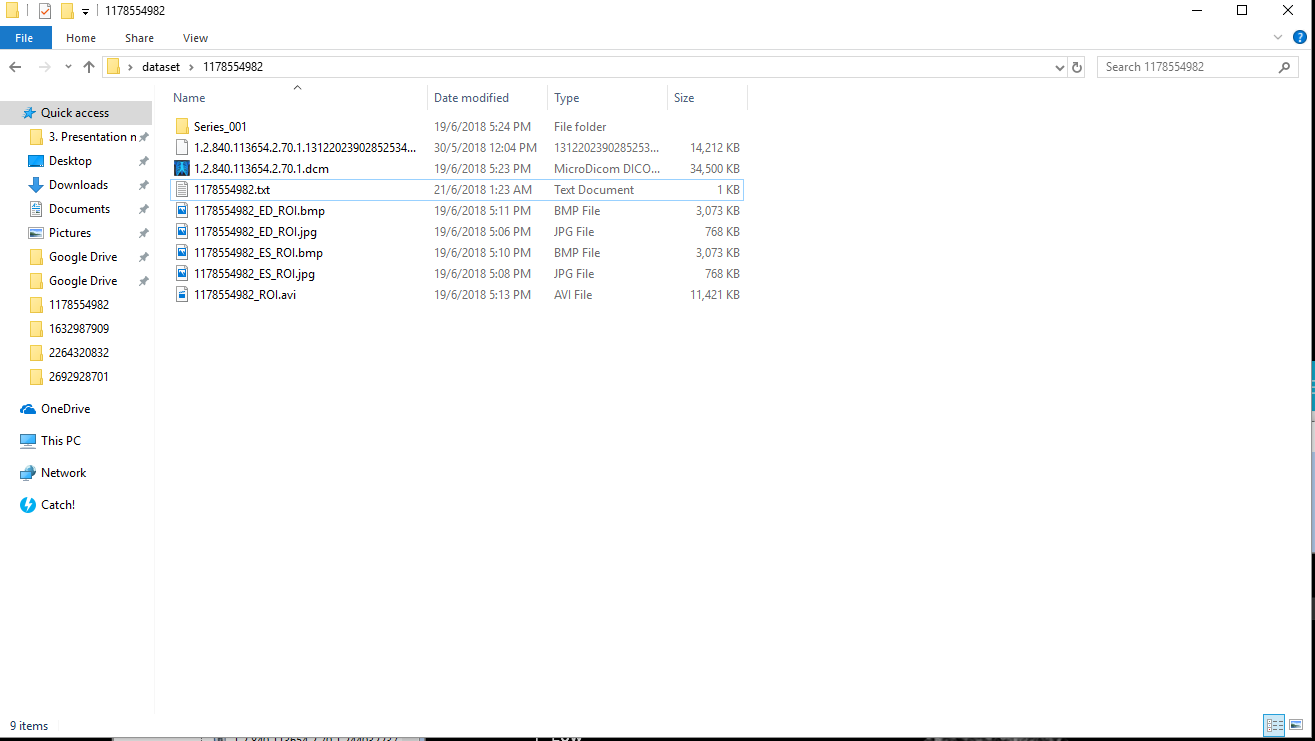 1178554982
File Home Share View
dataset 1178554982 Search 1178554982
Name Date modified Type Size
Quick access
3. Presentation n
Desktop
Downloads
Documents
Pictures
Google Drive
Google Drive
1178554982
1632987909
2264320832
2692928701
OneDrive
This PC
Network
Catch!
Series_001 19/6/2018 5:24 PM File folder
1.2.840.113654.2.70.1.13122023902852534... 30/5/2018 12:04 PM 1312202390285253... 14,212 KB
1.2.840.113654.2.70.1.dcm 19/6/2018 5:23 PM MicroDicom DICO... 34,500 KB
1178554982.txt 21/6/2018 1:23 AM Text Document 1 KB
1178554982_ED_ROI.bmp 19/6/2018 5:11 PM BMP File 3,073 KB
1178554982_ED_ROI.jpg 19/6/2018 5:06 PM JPG File 768 KB
1178554982_ES_ROI.bmp 19/6/2018 5:10 PM BMP File 3,073 KB
1178554982_ES_ROI.jpg 19/6/2018 5:08 PM JPG File 768 KB
1178554982_ROI.avi 19/6/2018 5:13 PM AVI File 11,421 KB
9 items